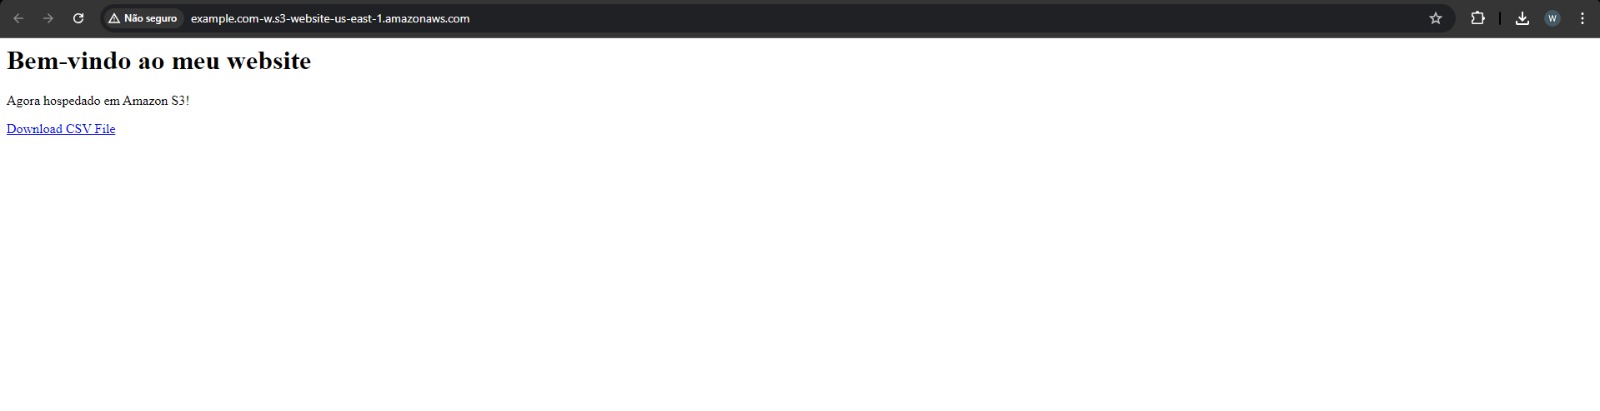 Não seguro example.com-w.s3-website-us-east-1.amazonaws.com W
Bem-vindo ao meu website
Agora hospedado em Amazon S3!
Download CSV File